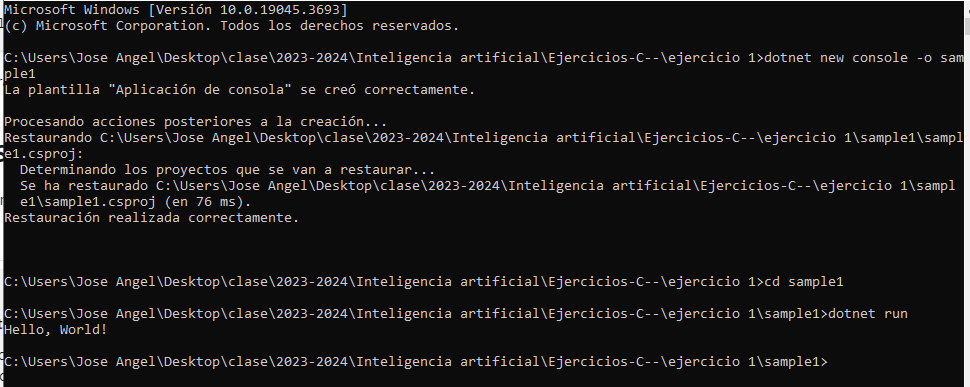 Microsoft Windows [Versión 10.0.19045.3693]
(c) Microsoft Corporation. Todos los derechos reservados.
C:\Users\Jose Angel\Desktop\clase\2023-2024\Inteligencia artificial\Ejercicios-C--\ejercicio 1>dotnet new console -o sam
ple1
La plantilla "Aplicación de consola" se creó correctamente.
Procesando acciones posteriores a la creación...
Restaurando C:\Users\Jose Angel\Desktop\clase\2023-2024\Inteligencia artificial\Ejercicios-C--\ejercicio 1\sample1\sampl
e1.csproj:
  Determinando los proyectos que se van a restaurar...
  Se ha restaurado C:\Users\Jose Angel\Desktop\clase\2023-2024\Inteligencia artificial\Ejercicios-C--\ejercicio 1\sampl
  e1\sample1.csproj (en 76 ms).
Restauración realizada correctamente.
C:\Users\Jose Angel\Desktop\clase\2023-2024\Inteligencia artificial\Ejercicios-C--\ejercicio 1>cd sample1
C:\Users\Jose Angel\Desktop\clase\2023-2024\Inteligencia artificial\Ejercicios-C--\ejercicio 1\sample1>dotnet run
Hello, World!
C:\Users\Jose Angel\Desktop\clase\2023-2024\Inteligencia artificial\Ejercicios-C--\ejercicio 1\sample1>